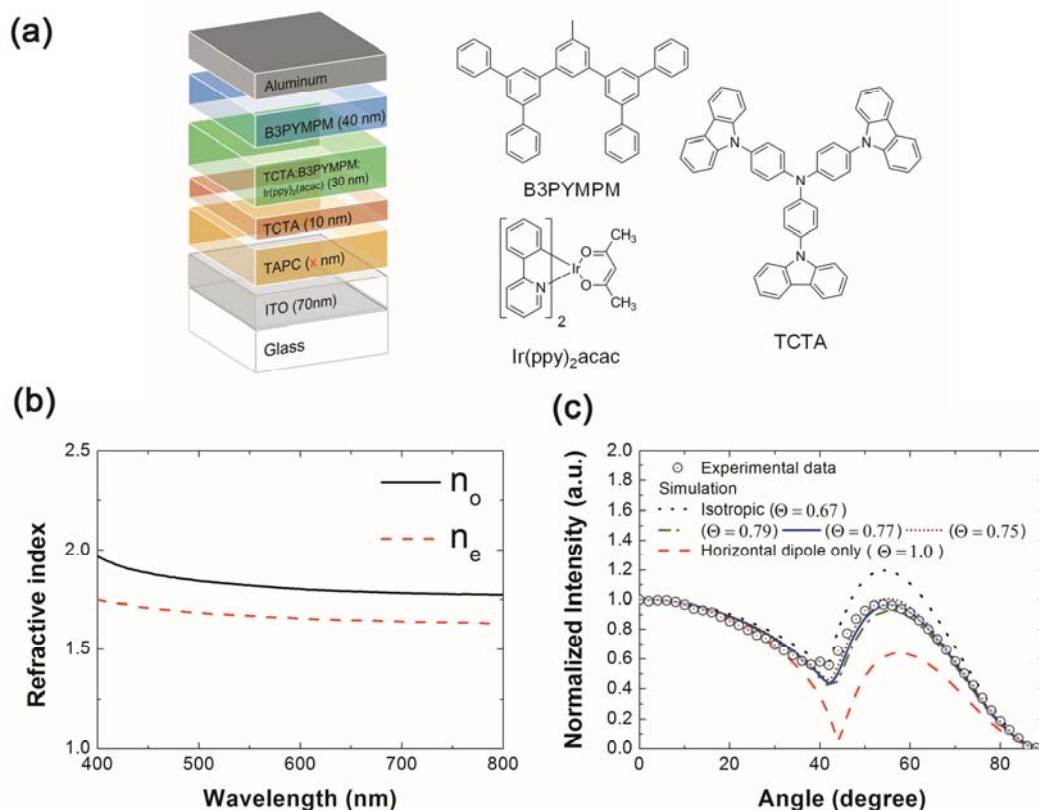 (a)
Aluminum
B3PYMPM (40 nm)
TCTA:B3PYMPM:
Ir(ppy)₂(acac) (30 nm)
TCTA (10 nm)
TAPC (x nm)
ITO (70nm)
Glass
B3PYMPM
Ir
O
O
N
CH₃
CH₃
2
Ir(ppy)₂acac
N
N
N
N
TCTA
(b)
Refractive index
2.5
2.0
1.5
1.0
400
500
600
700
800
Wavelength (nm)
nₒ
nₑ
(c)
Normalized Intensity (a.u.)
2.0
1.8
1.6
1.4
1.2
1.0
0.8
0.6
0.4
0.2
0.0
0
20
40
60
80
Angle (degree)
Experimental data
Simulation
Isotropic (Θ = 0.67)
(Θ = 0.79) (Θ = 0.77) (Θ = 0.75)
Horizontal dipole only ( Θ = 1.0 )